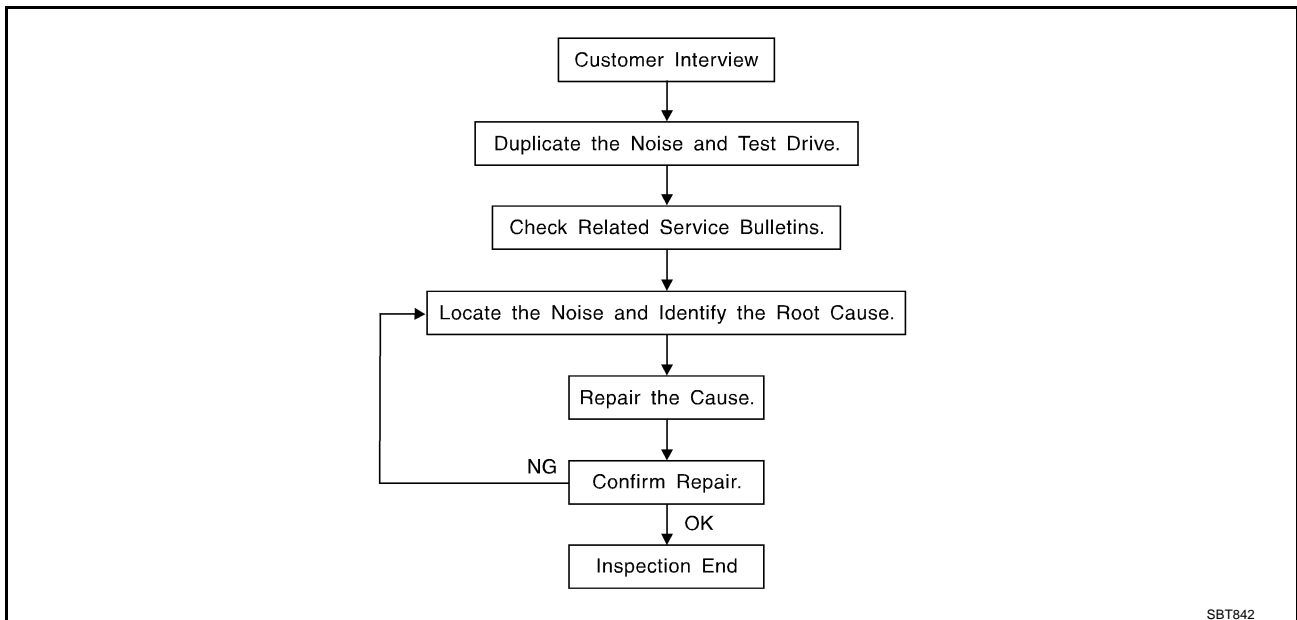 Customer Interview
Duplicate the Noise and Test Drive.
Check Related Service Bulletins.
Locate the Noise and Identify the Root Cause.
Repair the Cause.
NG
Confirm Repair.
OK
Inspection End
SBT842